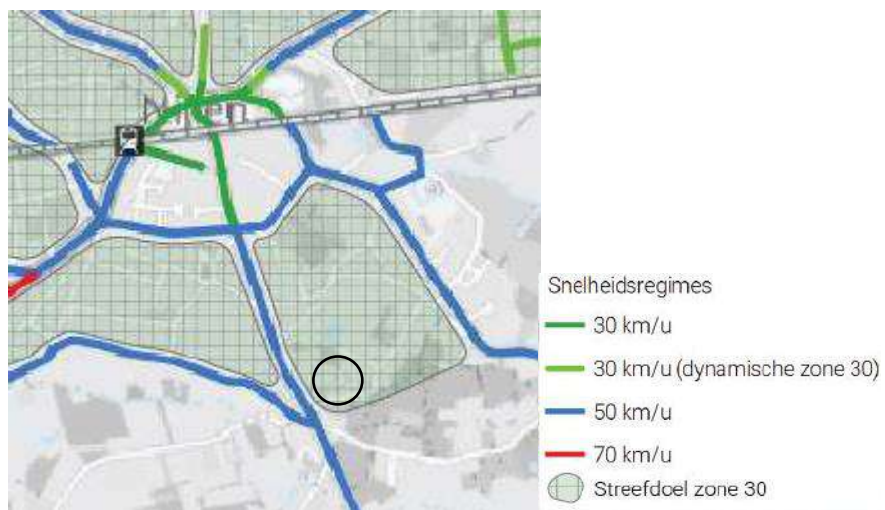 Snelheidsregimes
30 km/u
30 km/u (dynamische zone 30)
50 km/u
70 km/u
Streefdoel zone 30